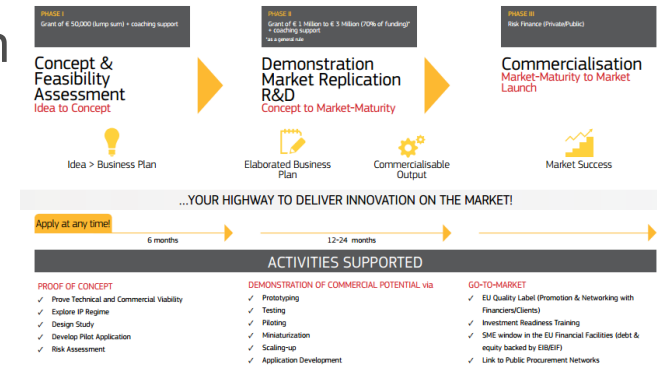 n
PHASE I
Grant of € 50,000 (lump sum) + coaching support
PHASE II
Grant of € 1 Million to € 3 Million (70% of funding)*
+ coaching support
*as a general rule
PHASE III
Risk Finance (Private/Public)
Concept &
Feasibility
Assessment
Idea to Concept
Demonstration
Market Replication
R&D
Concept to Market-Maturity
Commercialisation
Market-Maturity to Market
Launch
Idea > Business Plan
Elaborated Business
Plan
Commercialisable
Output
Market Success
...YOUR HIGHWAY TO DELIVER INNOVATION ON THE MARKET!
Apply at any time!
6 months
12-24 months
ACTIVITIES SUPPORTED
PROOF OF CONCEPT
✓ Prove Technical and Commercial Viability
✓ Explore IP Regime
✓ Design Study
✓ Develop Pilot Application
✓ Risk Assessment
DEMONSTRATION OF COMMERCIAL POTENTIAL via
✓ Prototyping
✓ Testing
✓ Piloting
✓ Miniaturization
✓ Scaling-up
✓ Application Development
GO-TO-MARKET
✓ EU Quality Label (Promotion & Networking with
Financiers/Clients)
✓ Investment Readiness Training
✓ SME window in the EU Financial Facilities (debt &
equity backed by EIB/EIF)
✓ Link to Public Procurement Networks